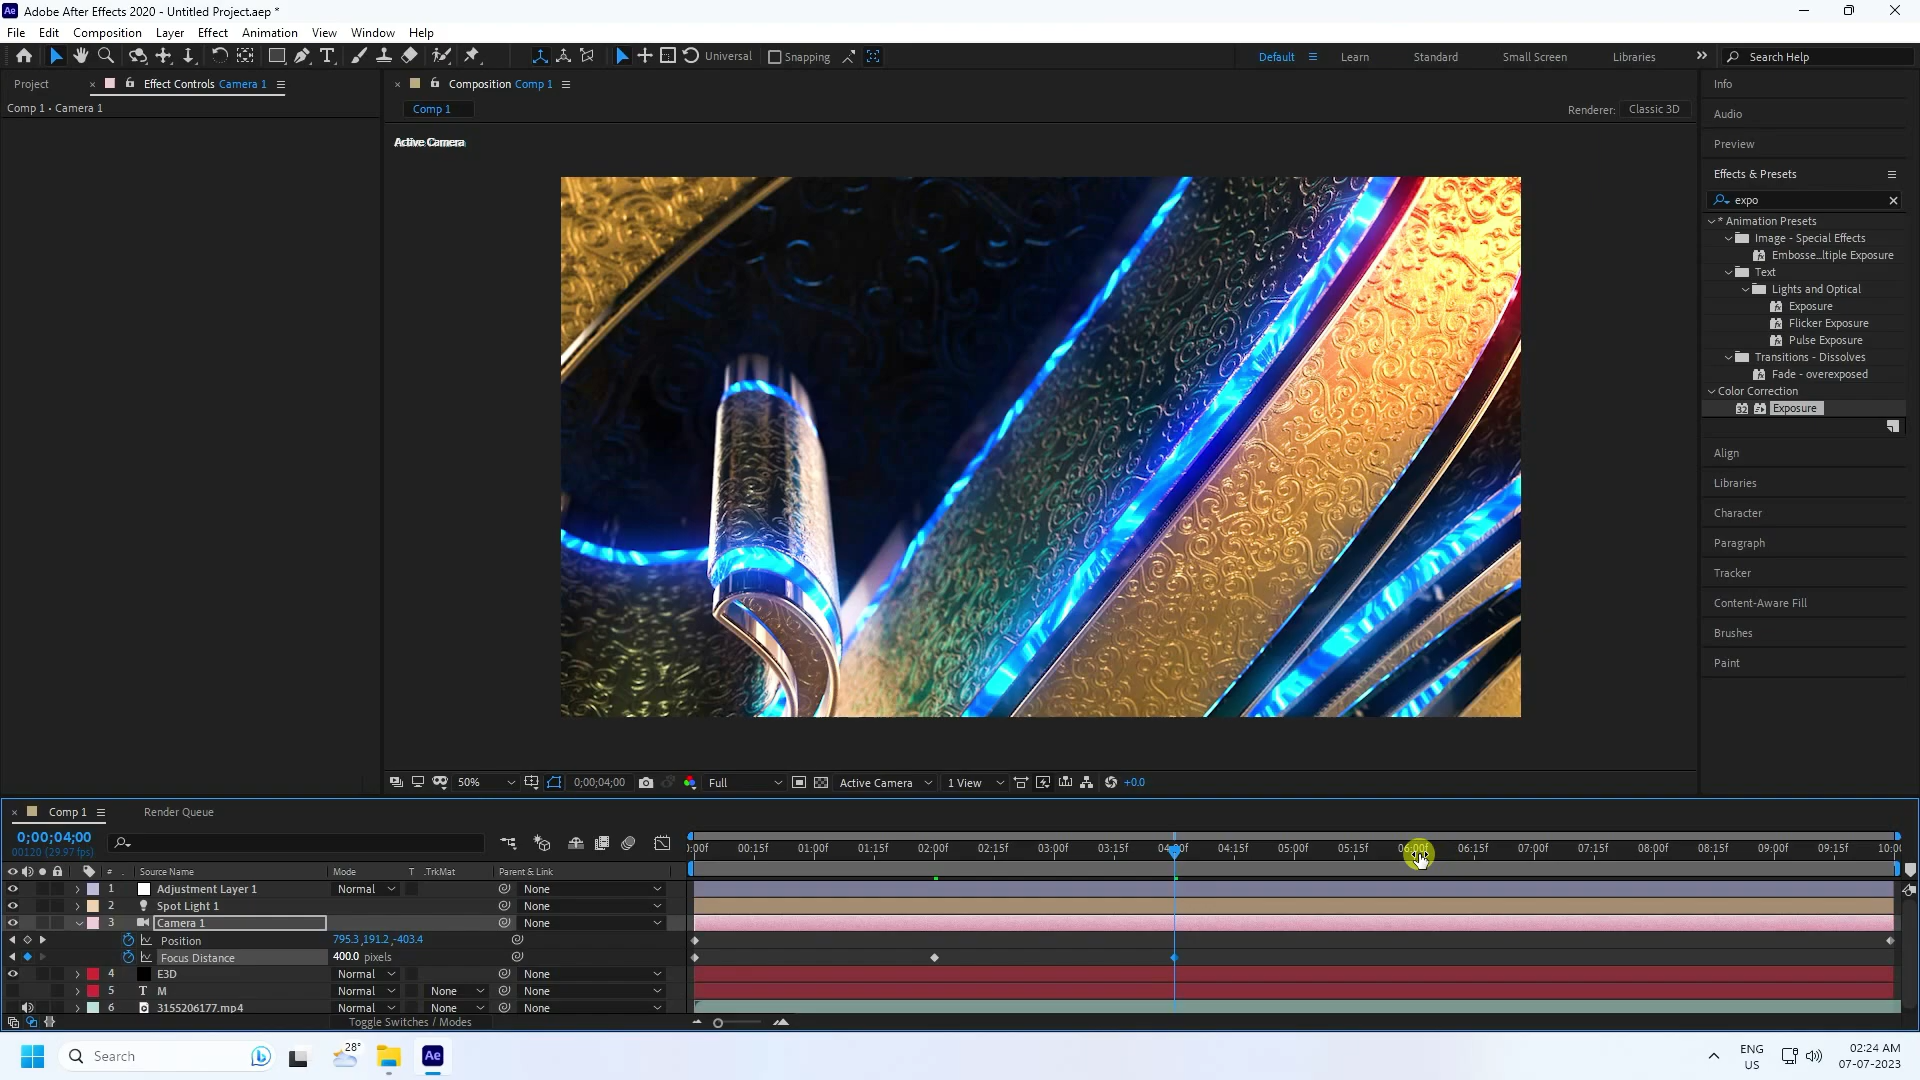 Adobe After Effects 2020 - Untitled Project.aep *
File Edit Composition Layer Effect Animation View Window Help
Universal Snapping Default Learn Standard Small Screen Libraries Search Help
Project Effect Controls Camera 1 Composition Comp 1
Comp 1 • Camera 1
Comp 1 Renderer: Classic 3D
Active Camera
Info
Audio
Preview
Effects & Presets
expo
* Animation Presets
Image - Special Effects
Embosse...ltiple Exposure
Text
Lights and Optical
Exposure
Flicker Exposure
Pulse Exposure
Transitions - Dissolves
Fade - overexposed
Color Correction
32 Exposure
Align
Libraries
Character
Paragraph
Tracker
Content-Aware Fill
Brushes
Paint
50% 0;00;04;00 Full Active Camera 1 View +0.0
Comp 1 Render Queue
0;00;04;00
00120 (29.97 fps)
):00f 00:15f 01:00f 01:15f 02:00f 02:15f 03:00f 03:15f 04:00f 04:15f 05:00f 05:15f 06:00f 06:15f 07:00f 07:15f 08:00f 08:15f 09:00f 09:15f 10:0(
# Source Name Mode T .TrkMat Parent & Link
1 Adjustment Layer 1 Normal None
2 Spot Light 1 None
3 Camera 1 None
Position 795.3,191.2,-403.4
Focus Distance 400.0 pixels
4 E3D Normal None
5 T M Normal None None
6 3155206177.mp4 Normal None None
Toggle Switches / Modes
Search 28° Ae ENG US 02:24 AM 07-07-2023